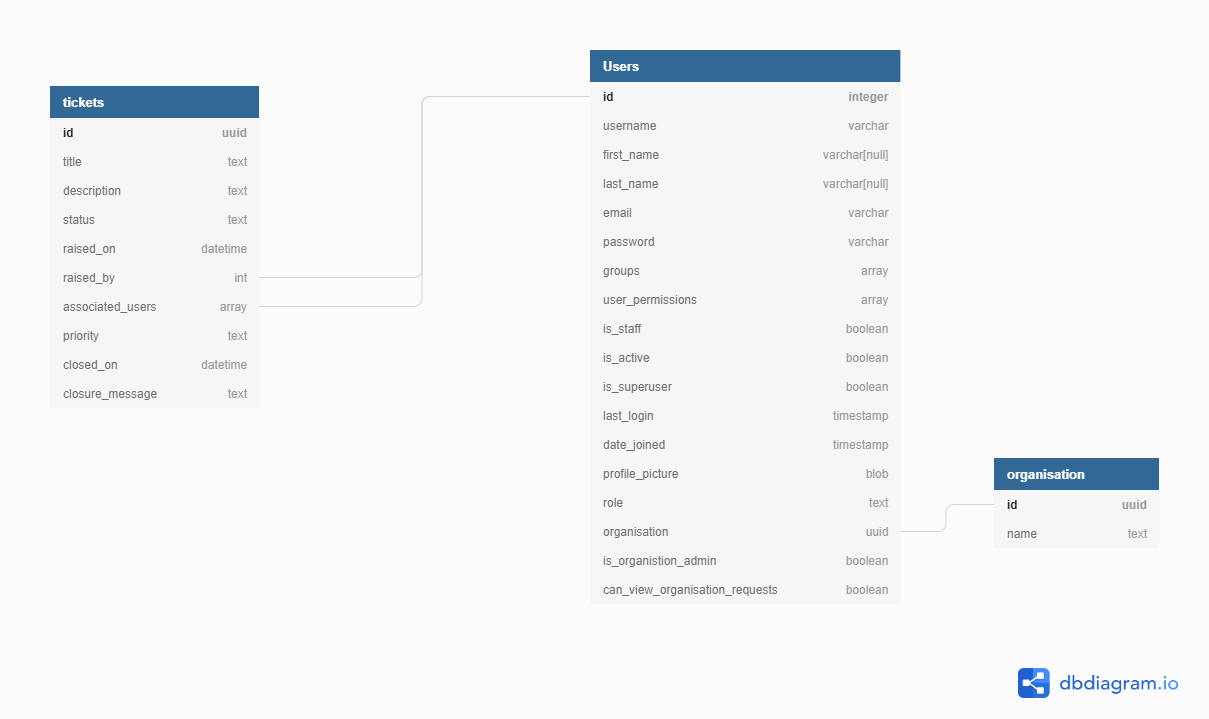 tickets
id uuid
title text
description text
status text
raised_on datetime
raised_by int
associated_users array
priority text
closed_on datetime
closure_message text
Users
id integer
username varchar
first_name varchar[null]
last_name varchar[null]
email varchar
password varchar
groups array
user_permissions array
is_staff boolean
is_active boolean
is_superuser boolean
last_login timestamp
date_joined timestamp
profile_picture blob
role text
organisation uuid
is_organistion_admin boolean
can_view_organisation_requests boolean
organisation
id uuid
name text
dbdiagram.io